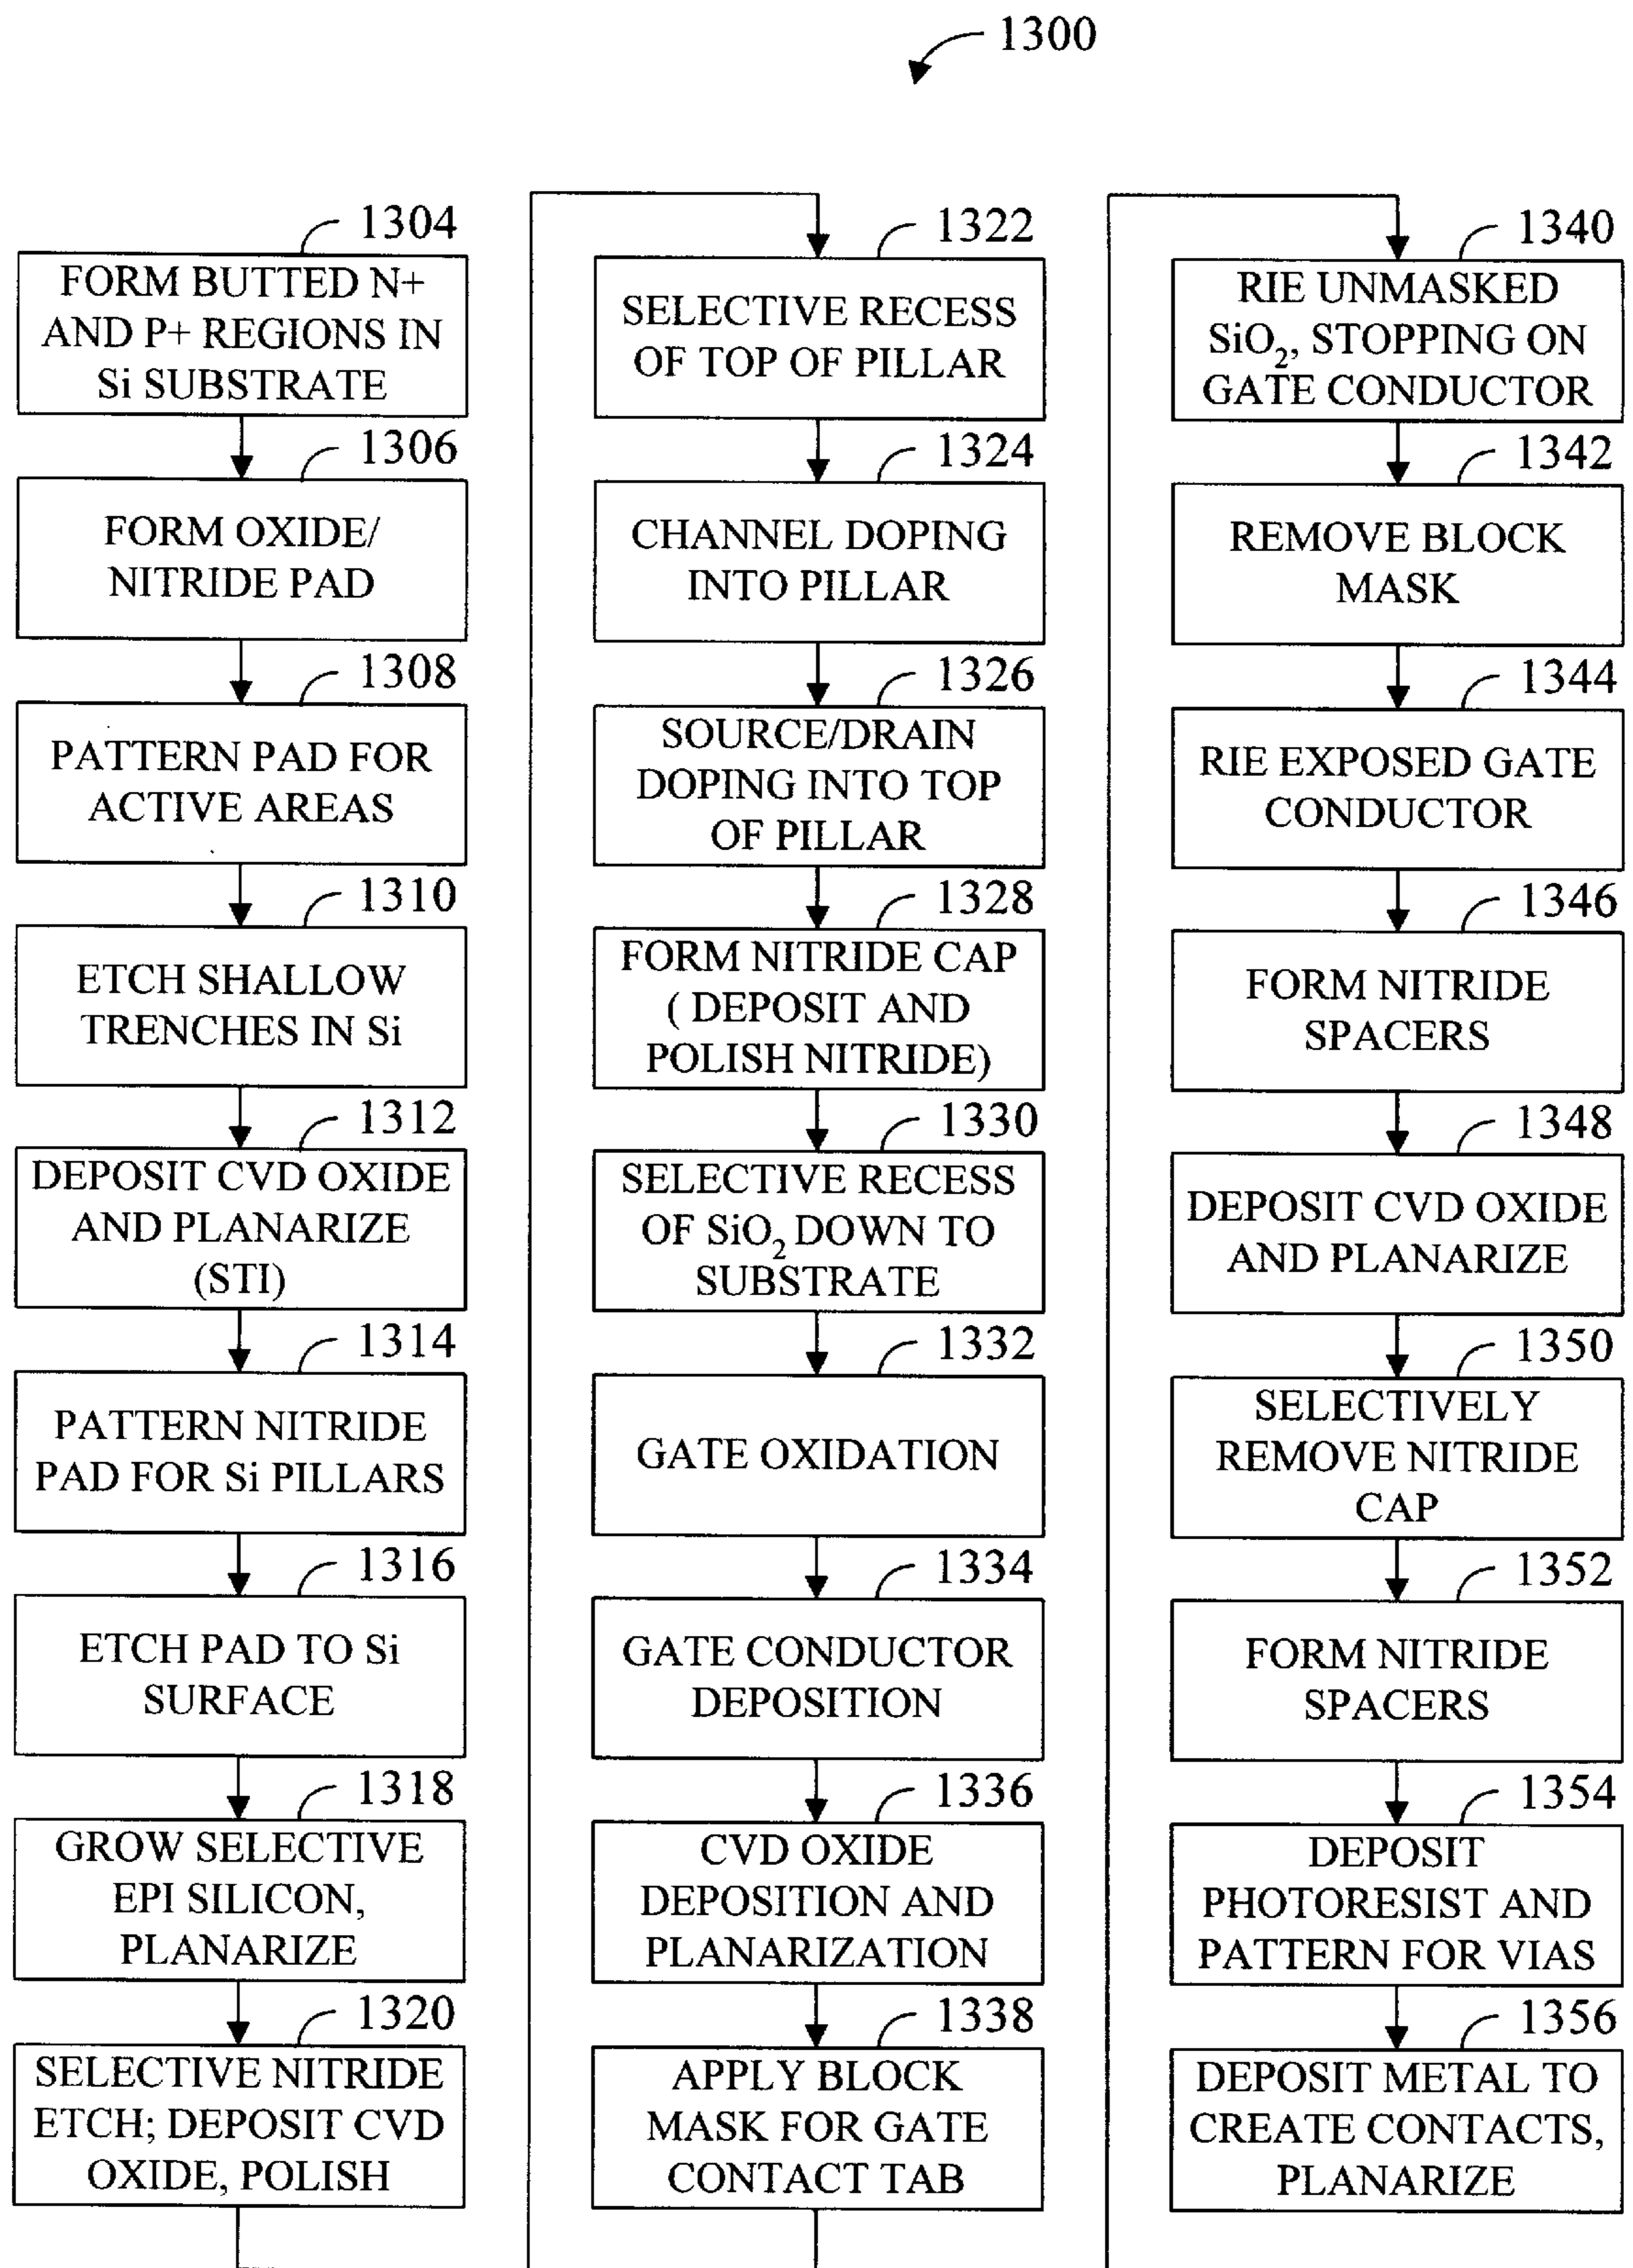 1300
1304
FORM BUTTED N+
AND P+ REGIONS IN
Si SUBSTRATE
1306
FORM OXIDE/
NITRIDE PAD
1308
PATTERN PAD FOR
ACTIVE AREAS
1310
ETCH SHALLOW
TRENCHES IN Si
1312
DEPOSIT CVD OXIDE
AND PLANARIZE
(STI)
1314
PATTERN NITRIDE
PAD FOR Si PILLARS
1316
ETCH PAD TO Si
SURFACE
1318
GROW SELECTIVE
EPI SILICON,
PLANARIZE
1320
SELECTIVE NITRIDE
ETCH; DEPOSIT CVD
OXIDE, POLISH
1322
SELECTIVE RECESS
OF TOP OF PILLAR
1324
CHANNEL DOPING
INTO PILLAR
1326
SOURCE/DRAIN
DOPING INTO TOP
OF PILLAR
1328
FORM NITRIDE CAP
( DEPOSIT AND
POLISH NITRIDE)
1330
SELECTIVE RECESS
OF SiO₂ DOWN TO
SUBSTRATE
1332
GATE OXIDATION
1334
GATE CONDUCTOR
DEPOSITION
1336
CVD OXIDE
DEPOSITION AND
PLANARIZATION
1338
APPLY BLOCK
MASK FOR GATE
CONTACT TAB
1340
RIE UNMASKED
SiO₂, STOPPING ON
GATE CONDUCTOR
1342
REMOVE BLOCK
MASK
1344
RIE EXPOSED GATE
CONDUCTOR
1346
FORM NITRIDE
SPACERS
1348
DEPOSIT CVD OXIDE
AND PLANARIZE
1350
SELECTIVELY
REMOVE NITRIDE
CAP
1352
FORM NITRIDE
SPACERS
1354
DEPOSIT
PHOTORESIST AND
PATTERN FOR VIAS
1356
DEPOSIT METAL TO
CREATE CONTACTS,
PLANARIZE